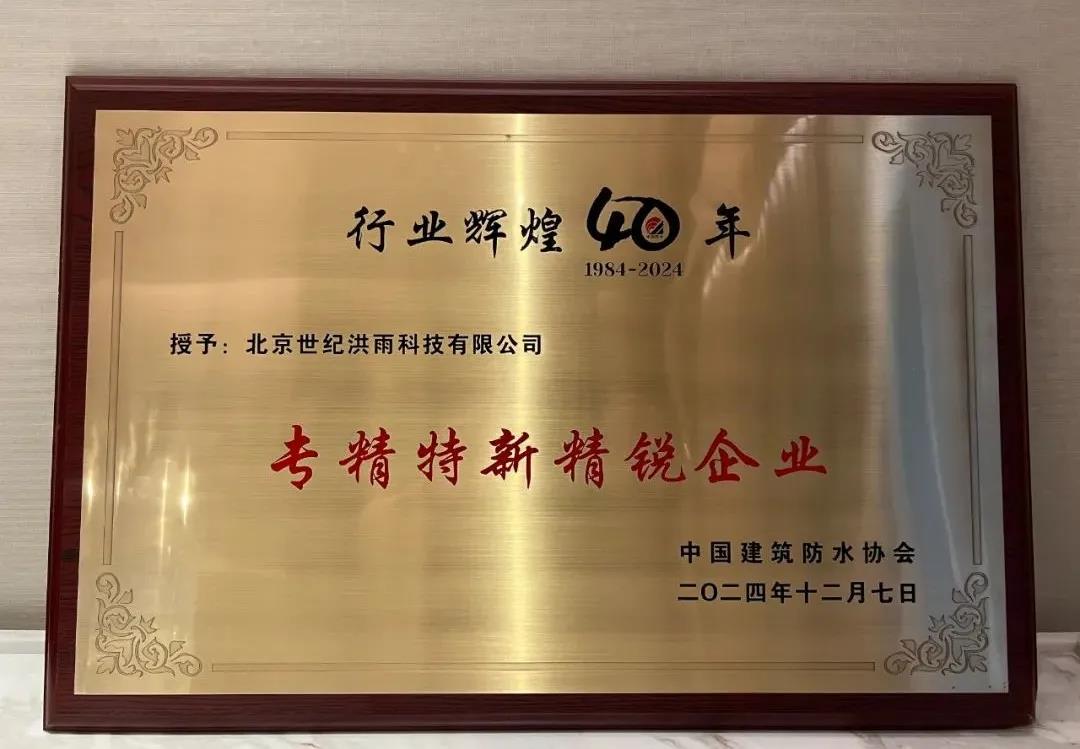 行业辉煌40年
1984-2024
授予：北京世纪洪雨科技有限公司
专精特新精锐企业
中国建筑防水协会
二〇二四年十二月七日